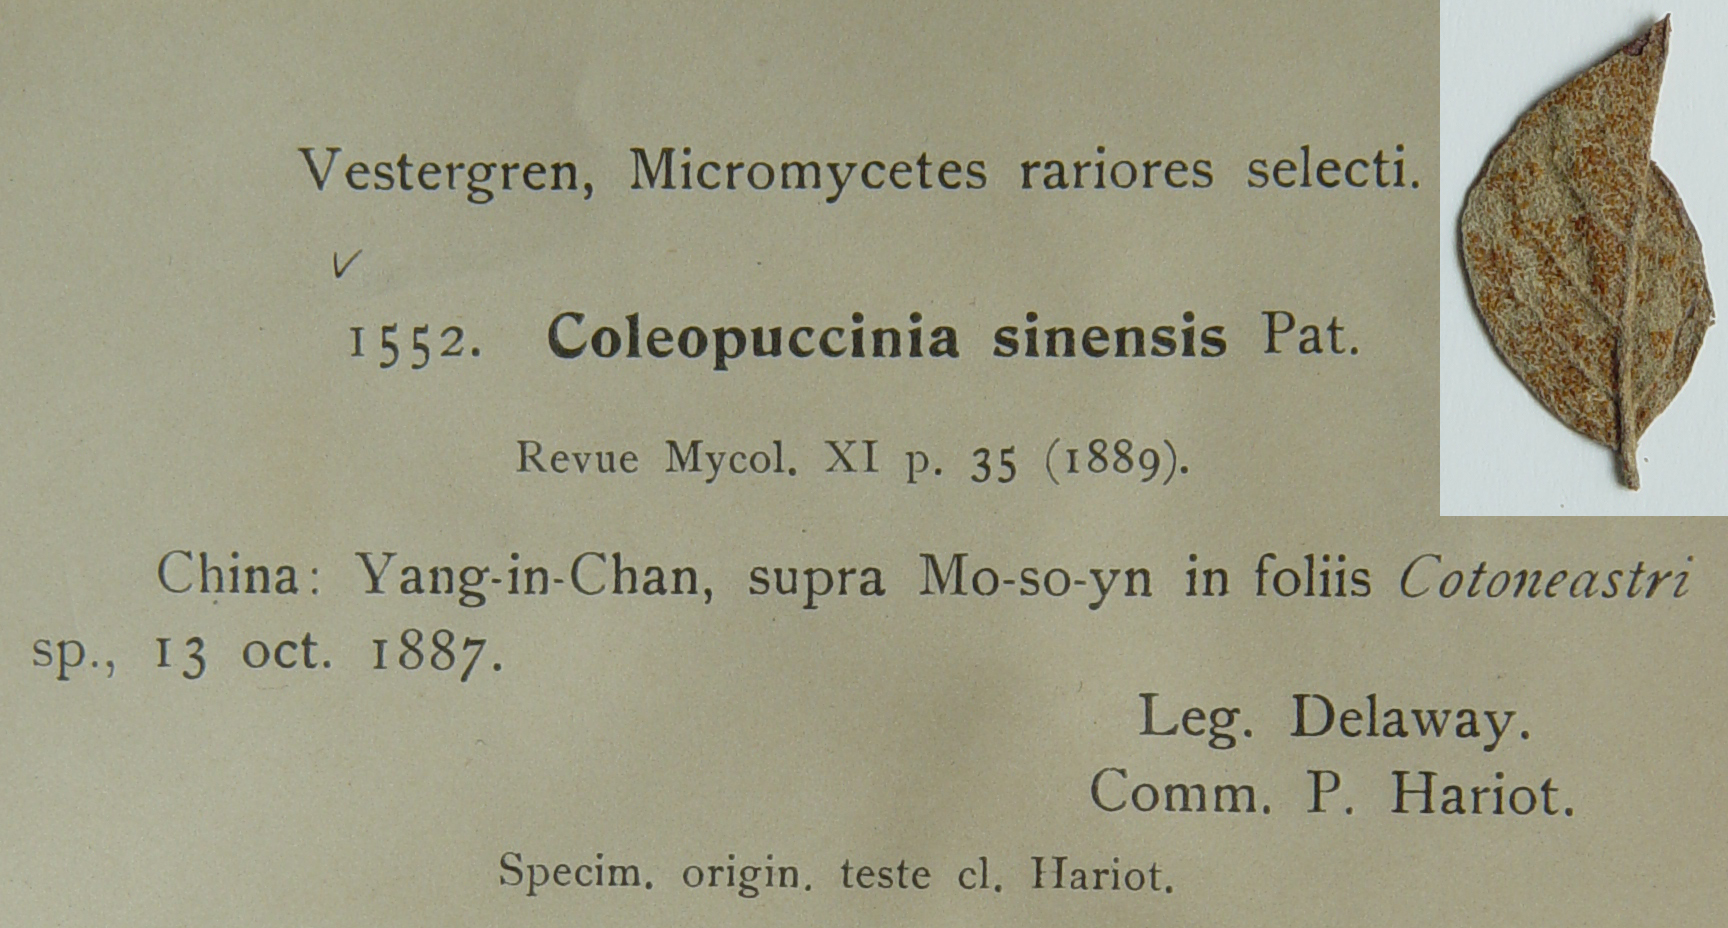 Vestergren, Micromycetes rariores selecti.
1552. Coleopuccinia sinensis Pat.
Revue Mycol. XI p. 35 (1889).
China: Yang-in-Chan, supra Mo-so-yn in foliis Cotoneastri
sp., 13 oct. 1887.
Leg. Delaway.
Comm. P. Hariot.
Specim. origin. teste cl. Hariot.